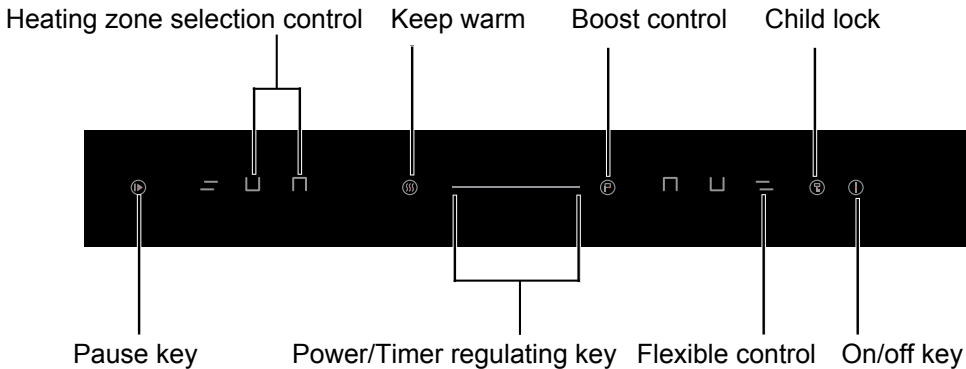 Heating zone selection control Keep warm Boost control Child lock
Pause key Power/Timer regulating key Flexible control On/off key